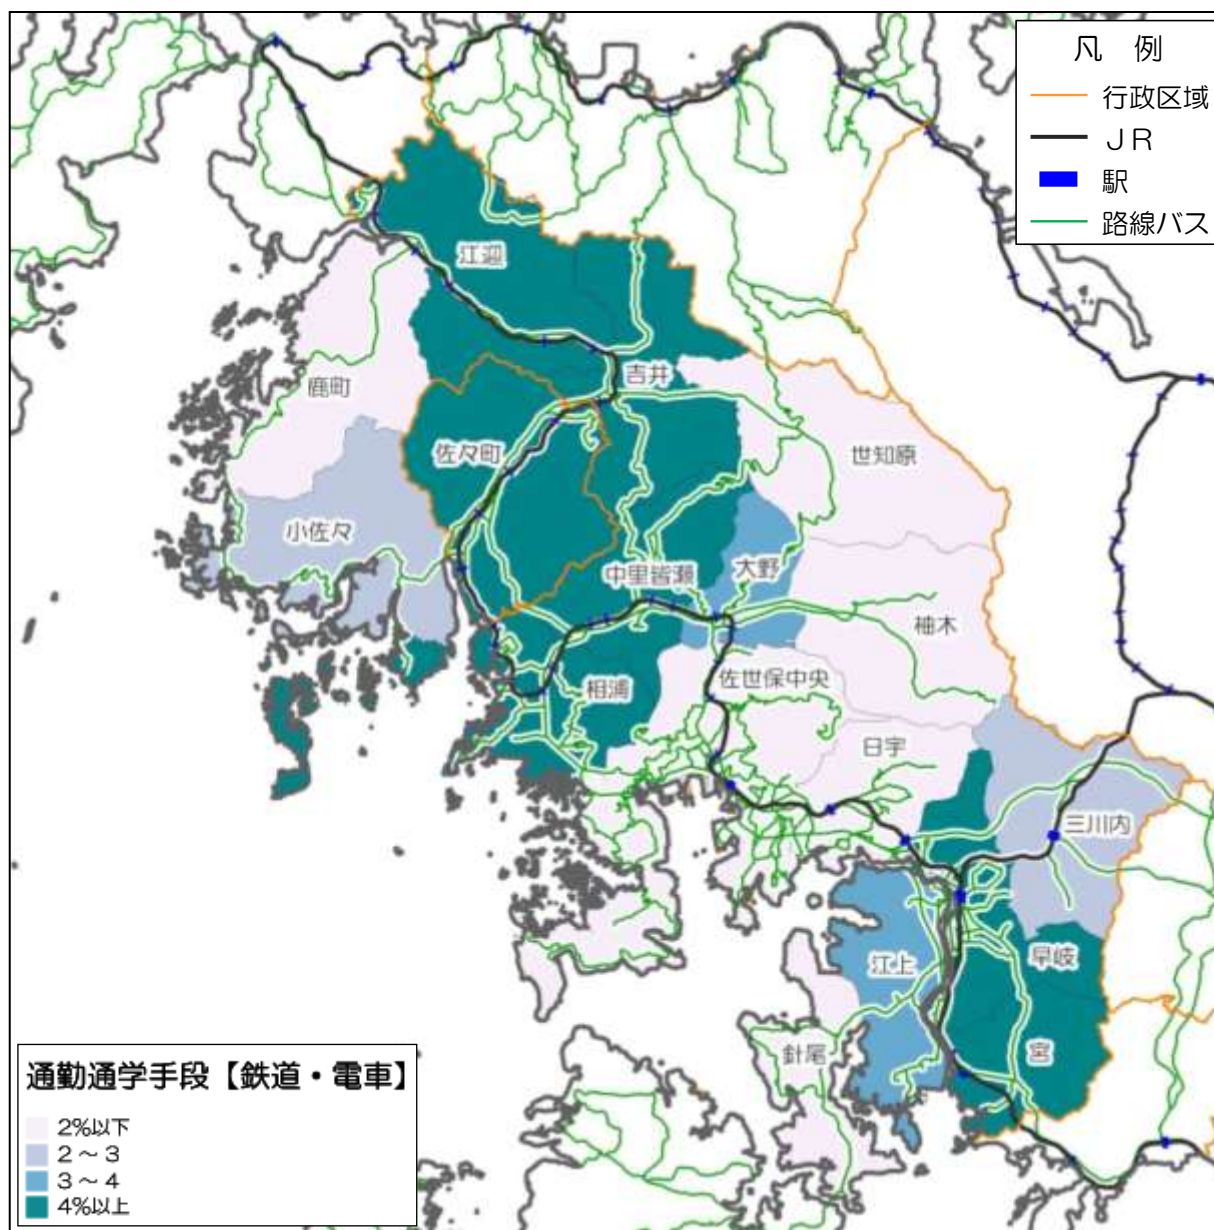 凡 例
行政区域
ＪＲ
駅
路線バス
江迎
吉井
鹿町
佐々町
世知原
小佐々
中里皆瀬
大野
柚木
相浦
佐世保中央
日宇
三川内
江上
早岐
針尾
宮
通勤通学手段【鉄道・電車】
2%以下
2～3
3～4
4%以上